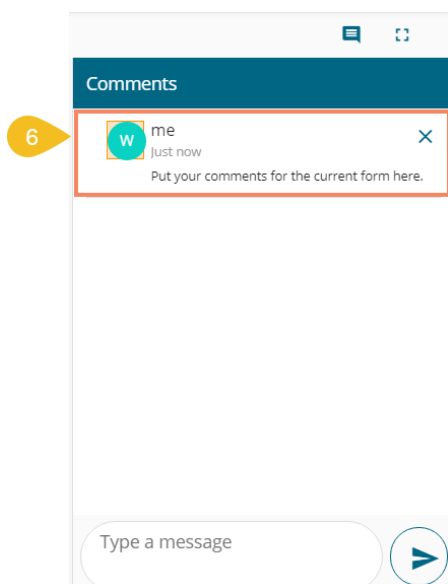 Comments
6
W
me
Just now
Put your comments for the current form here.
Type a message